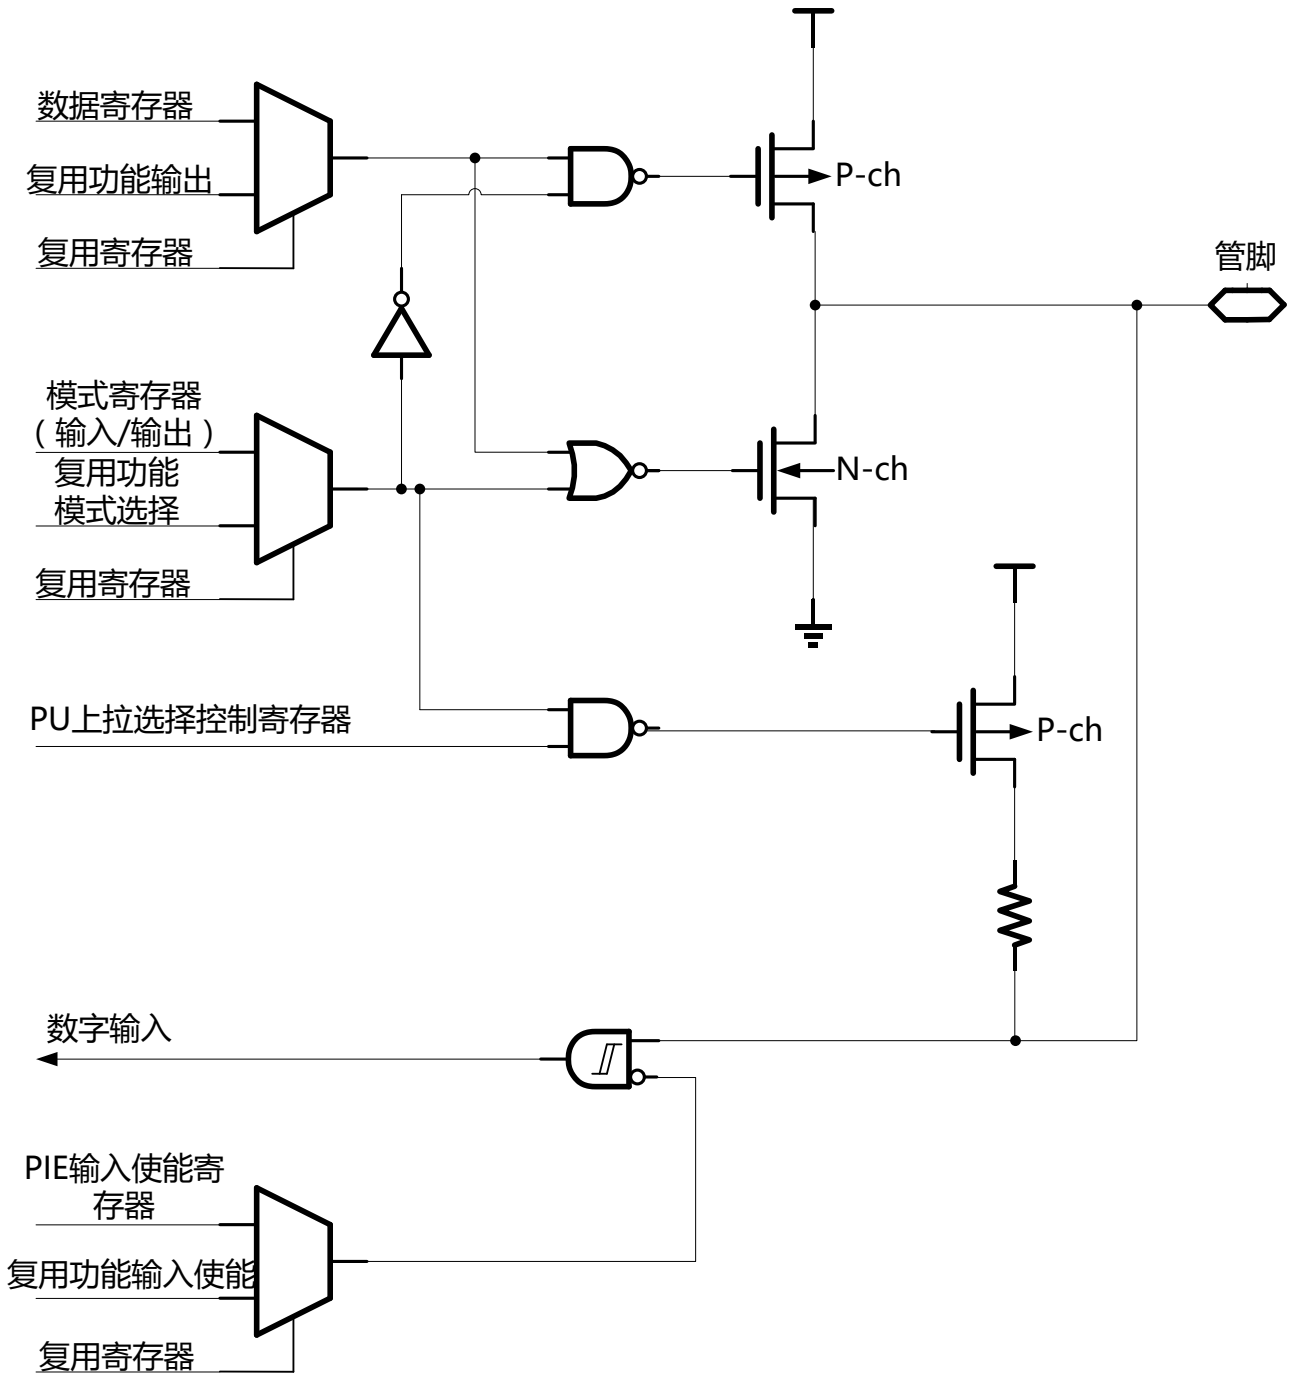 数据寄存器
P-ch
复用功能输出
复用寄存器
管脚
模式寄存器
（输入/输出）
复用功能
N-ch
模式选择
复用寄存器
PU上拉选择控制寄存器
P-ch
数字输入
PIE输入使能寄
存器
复用功能输入使能
复用寄存器